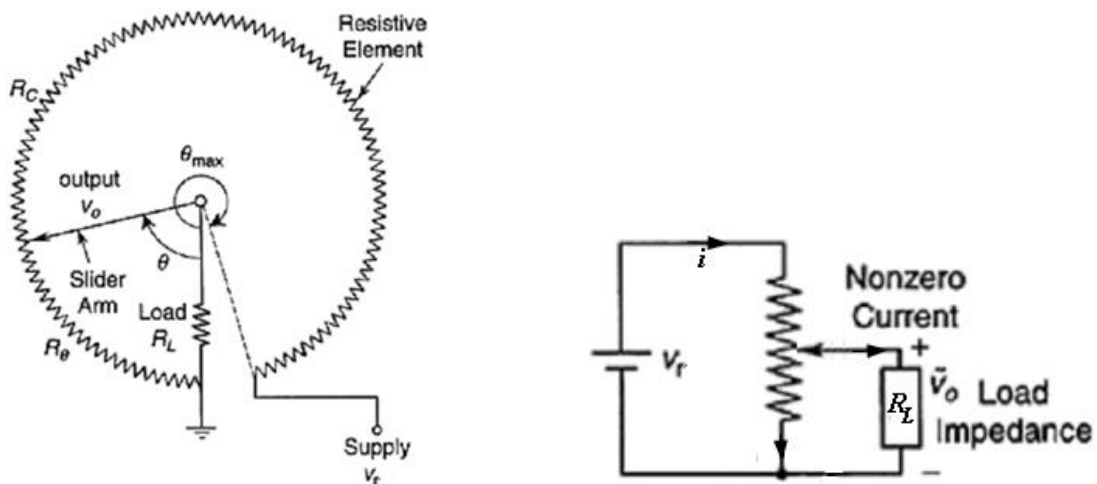 Resistive
Element
R_C
θ_max
output
v_o
θ
Slider
Arm
Load
R_L
R_θ
Supply
v_r
i
Nonzero
Current
v_r
+
ṽ_o
R_L
Load
Impedance
−